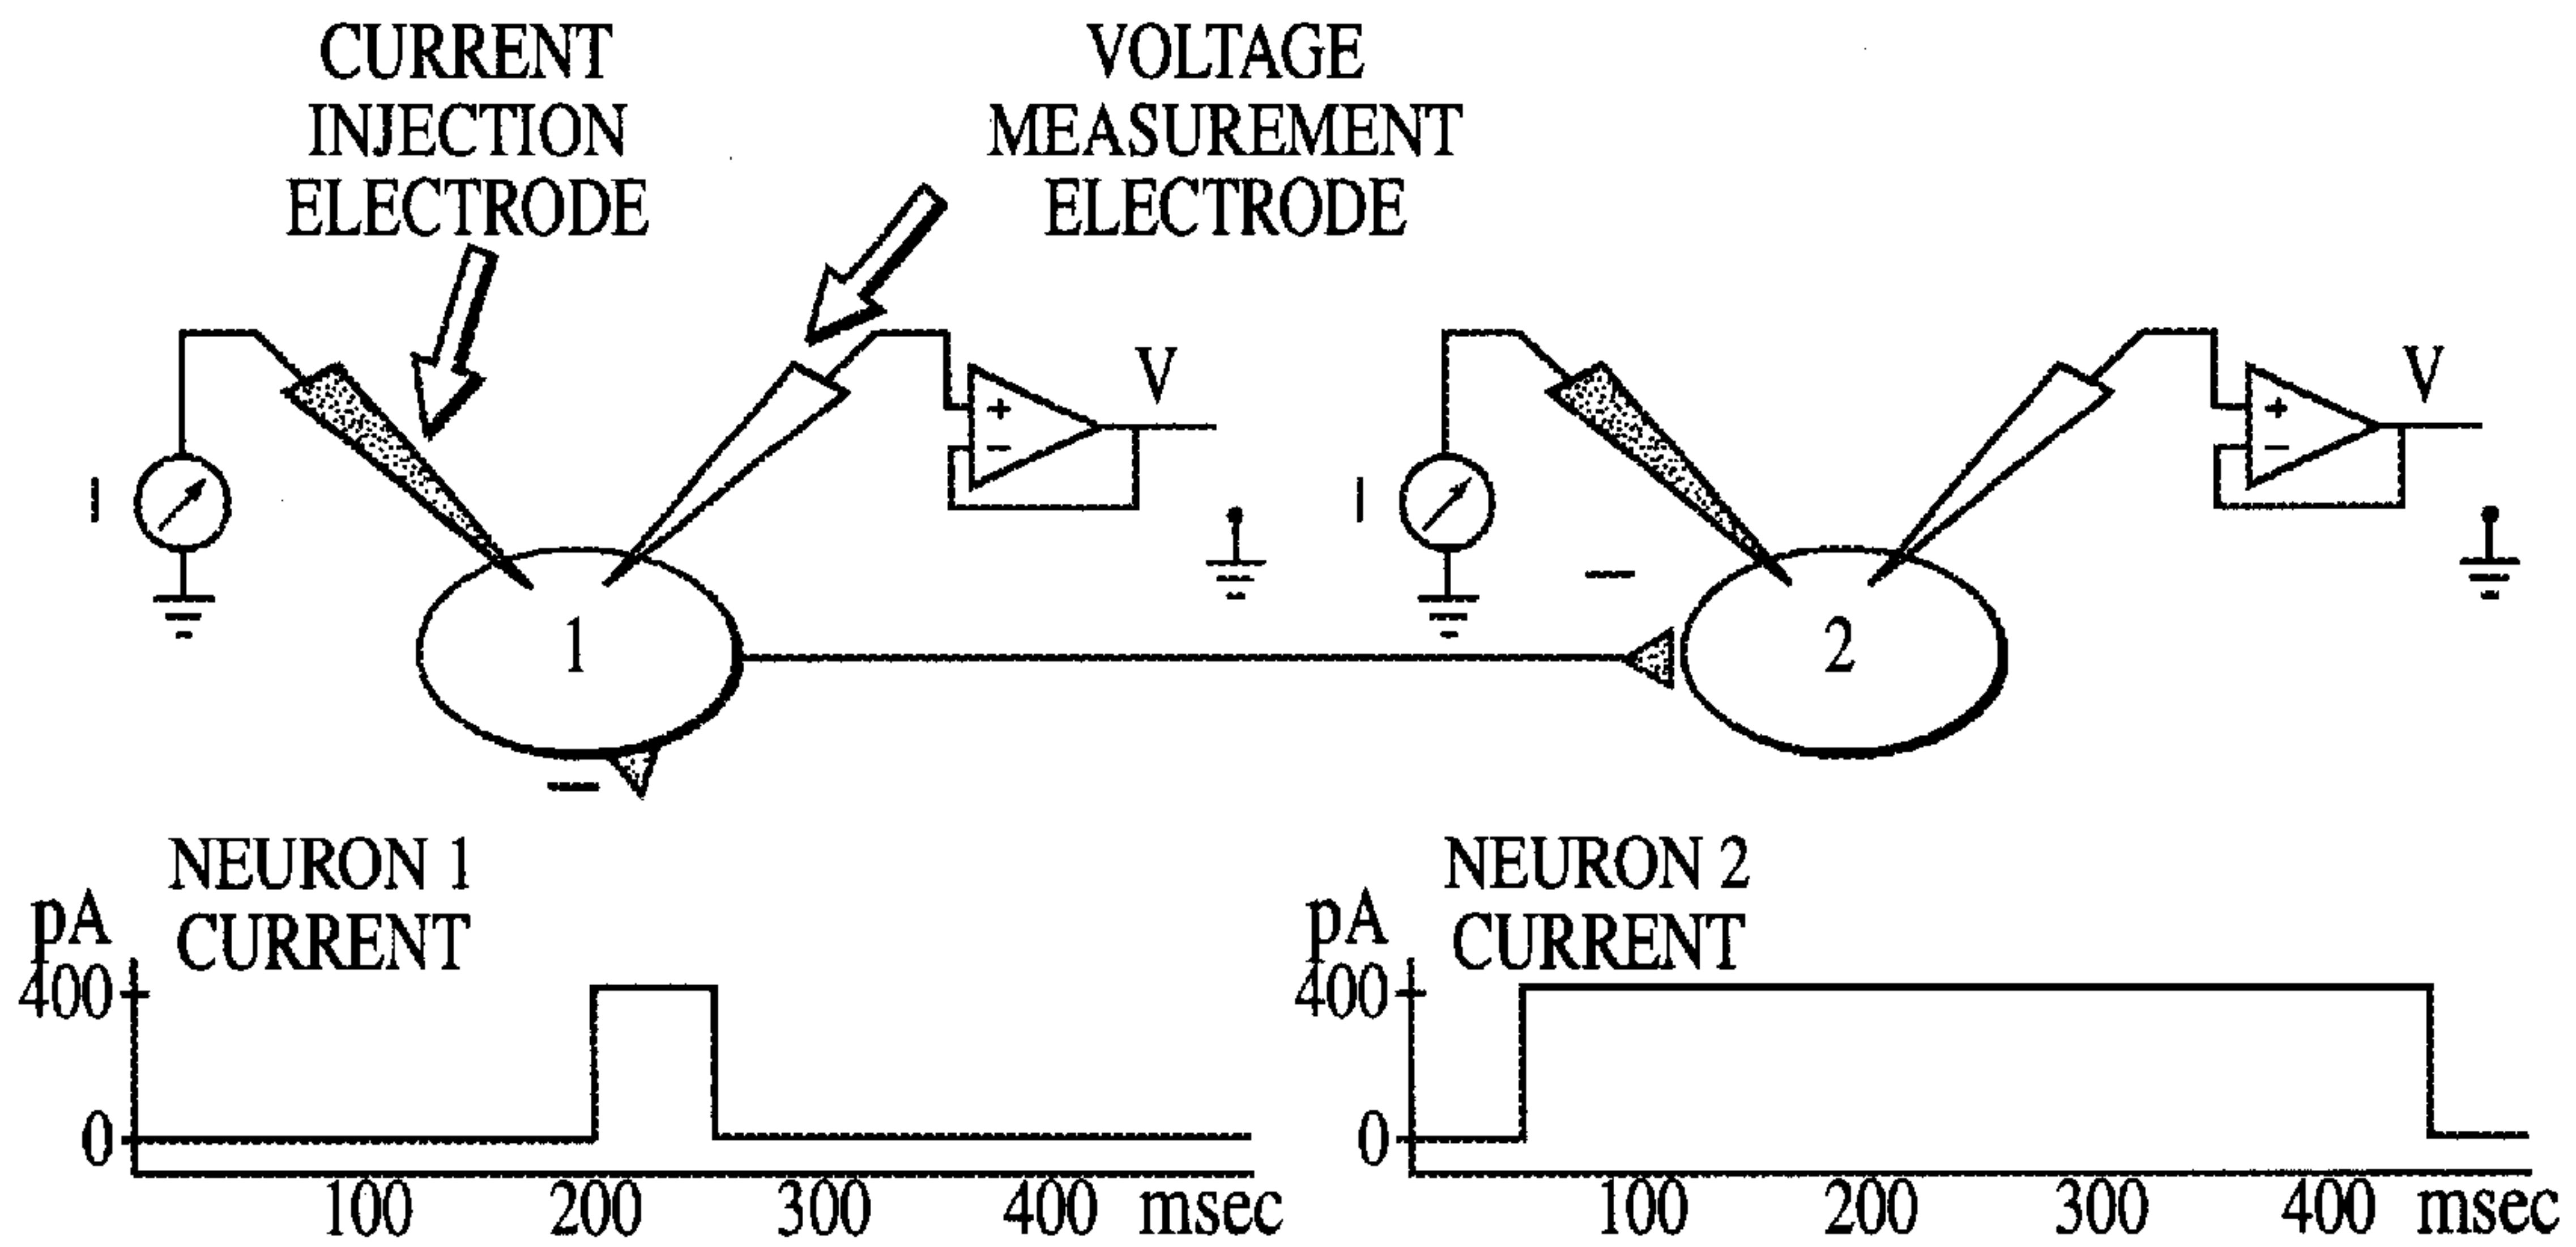 CURRENT
INJECTION
ELECTRODE
VOLTAGE
MEASUREMENT
ELECTRODE
V
V
+
−
+
−
I
I
−
1
2
−
NEURON 1
CURRENT
pA
400
0
100 200 300 400 msec
NEURON 2
CURRENT
pA
400
0
100 200 300 400 msec